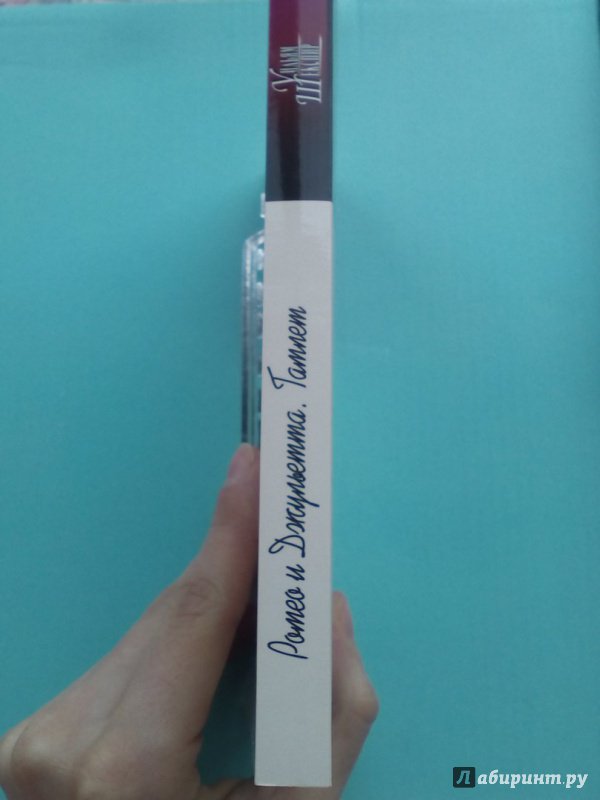 Уильям
Шекспир
Ромео и Джульетта. Гамлет
Лабиринт.ру